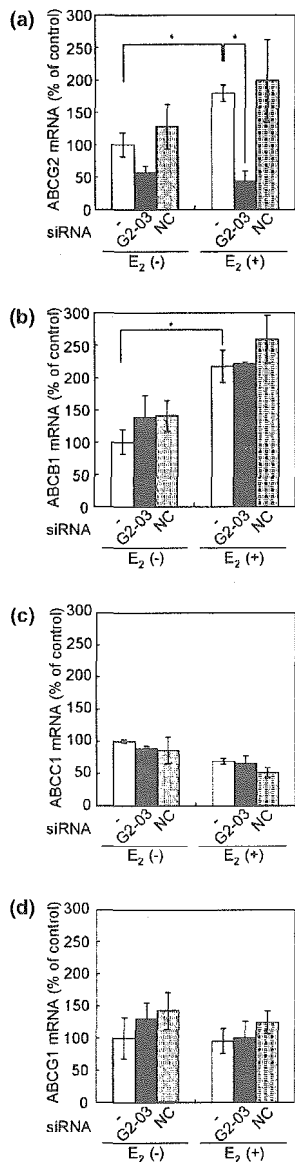 (a)
ABCG2 mRNA (% of control)
300
250
200
150
100
50
0
*
*
siRNA
- G2-03 NC - G2-03 NC
E2 (-) E2 (+)
(b)
ABCB1 mRNA (% of control)
300
250
200
150
100
50
0
*
siRNA
- G2-03 NC - G2-03 NC
E2 (-) E2 (+)
(c)
ABCC1 mRNA (% of control)
300
250
200
150
100
50
0
siRNA
- G2-03 NC - G2-03 NC
E2 (-) E2 (+)
(d)
ABCG1 mRNA (% of control)
300
250
200
150
100
50
0
siRNA
- G2-03 NC - G2-03 NC
E2 (-) E2 (+)